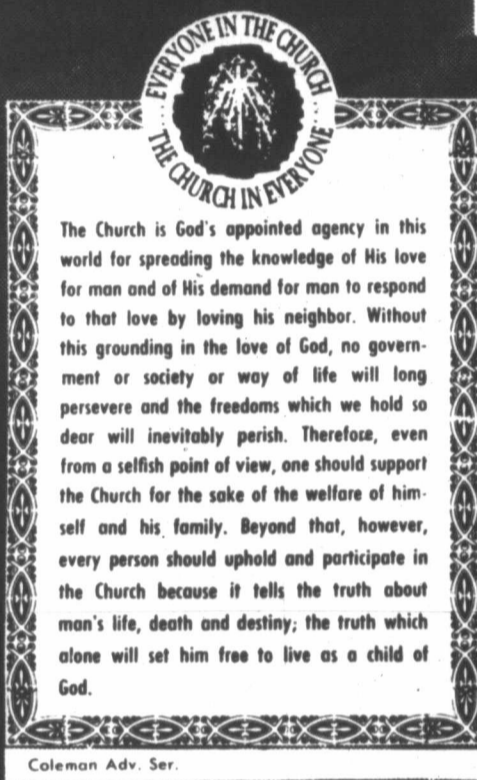 EVERYONE IN THE CHURCH
THE CHURCH IN EVERYONE
The Church is God's appointed agency in this
world for spreading the knowledge of His love
for man and of His demand for man to respond
to that love by loving his neighbor. Without
this grounding in the love of God, no govern-
ment or society or way of life will long
persevere and the freedoms which we hold so
dear will inevitably perish. Therefore, even
from a selfish point of view, one should support
the Church for the sake of the welfare of him-
self and his family. Beyond that, however,
every person should uphold and participate in
the Church because it tells the truth about
man's life, death and destiny; the truth which
alone will set him free to live as a child of
God.
Coleman Adv. Ser.